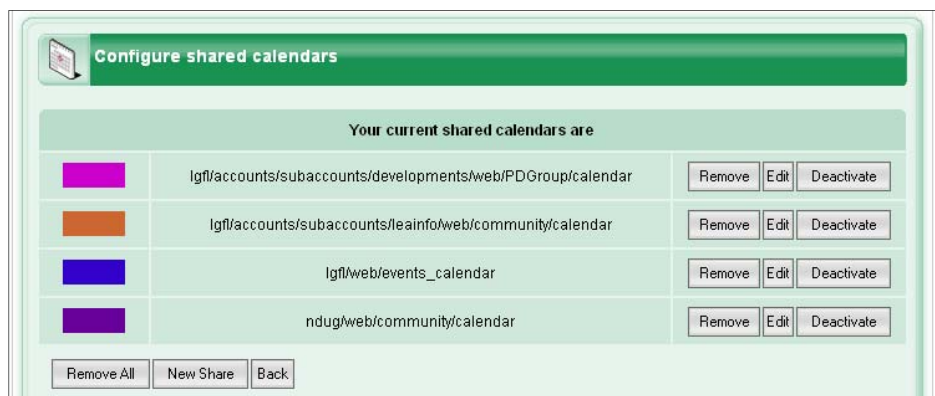 Configure shared calendars
Your current shared calendars are
lgfl/accounts/subaccounts/developments/web/PDGroup/calendar Remove Edit Deactivate
lgfl/accounts/subaccounts/leainfo/web/community/calendar Remove Edit Deactivate
lgfl/web/events_calendar Remove Edit Deactivate
ndug/web/community/calendar Remove Edit Deactivate
Remove All New Share Back